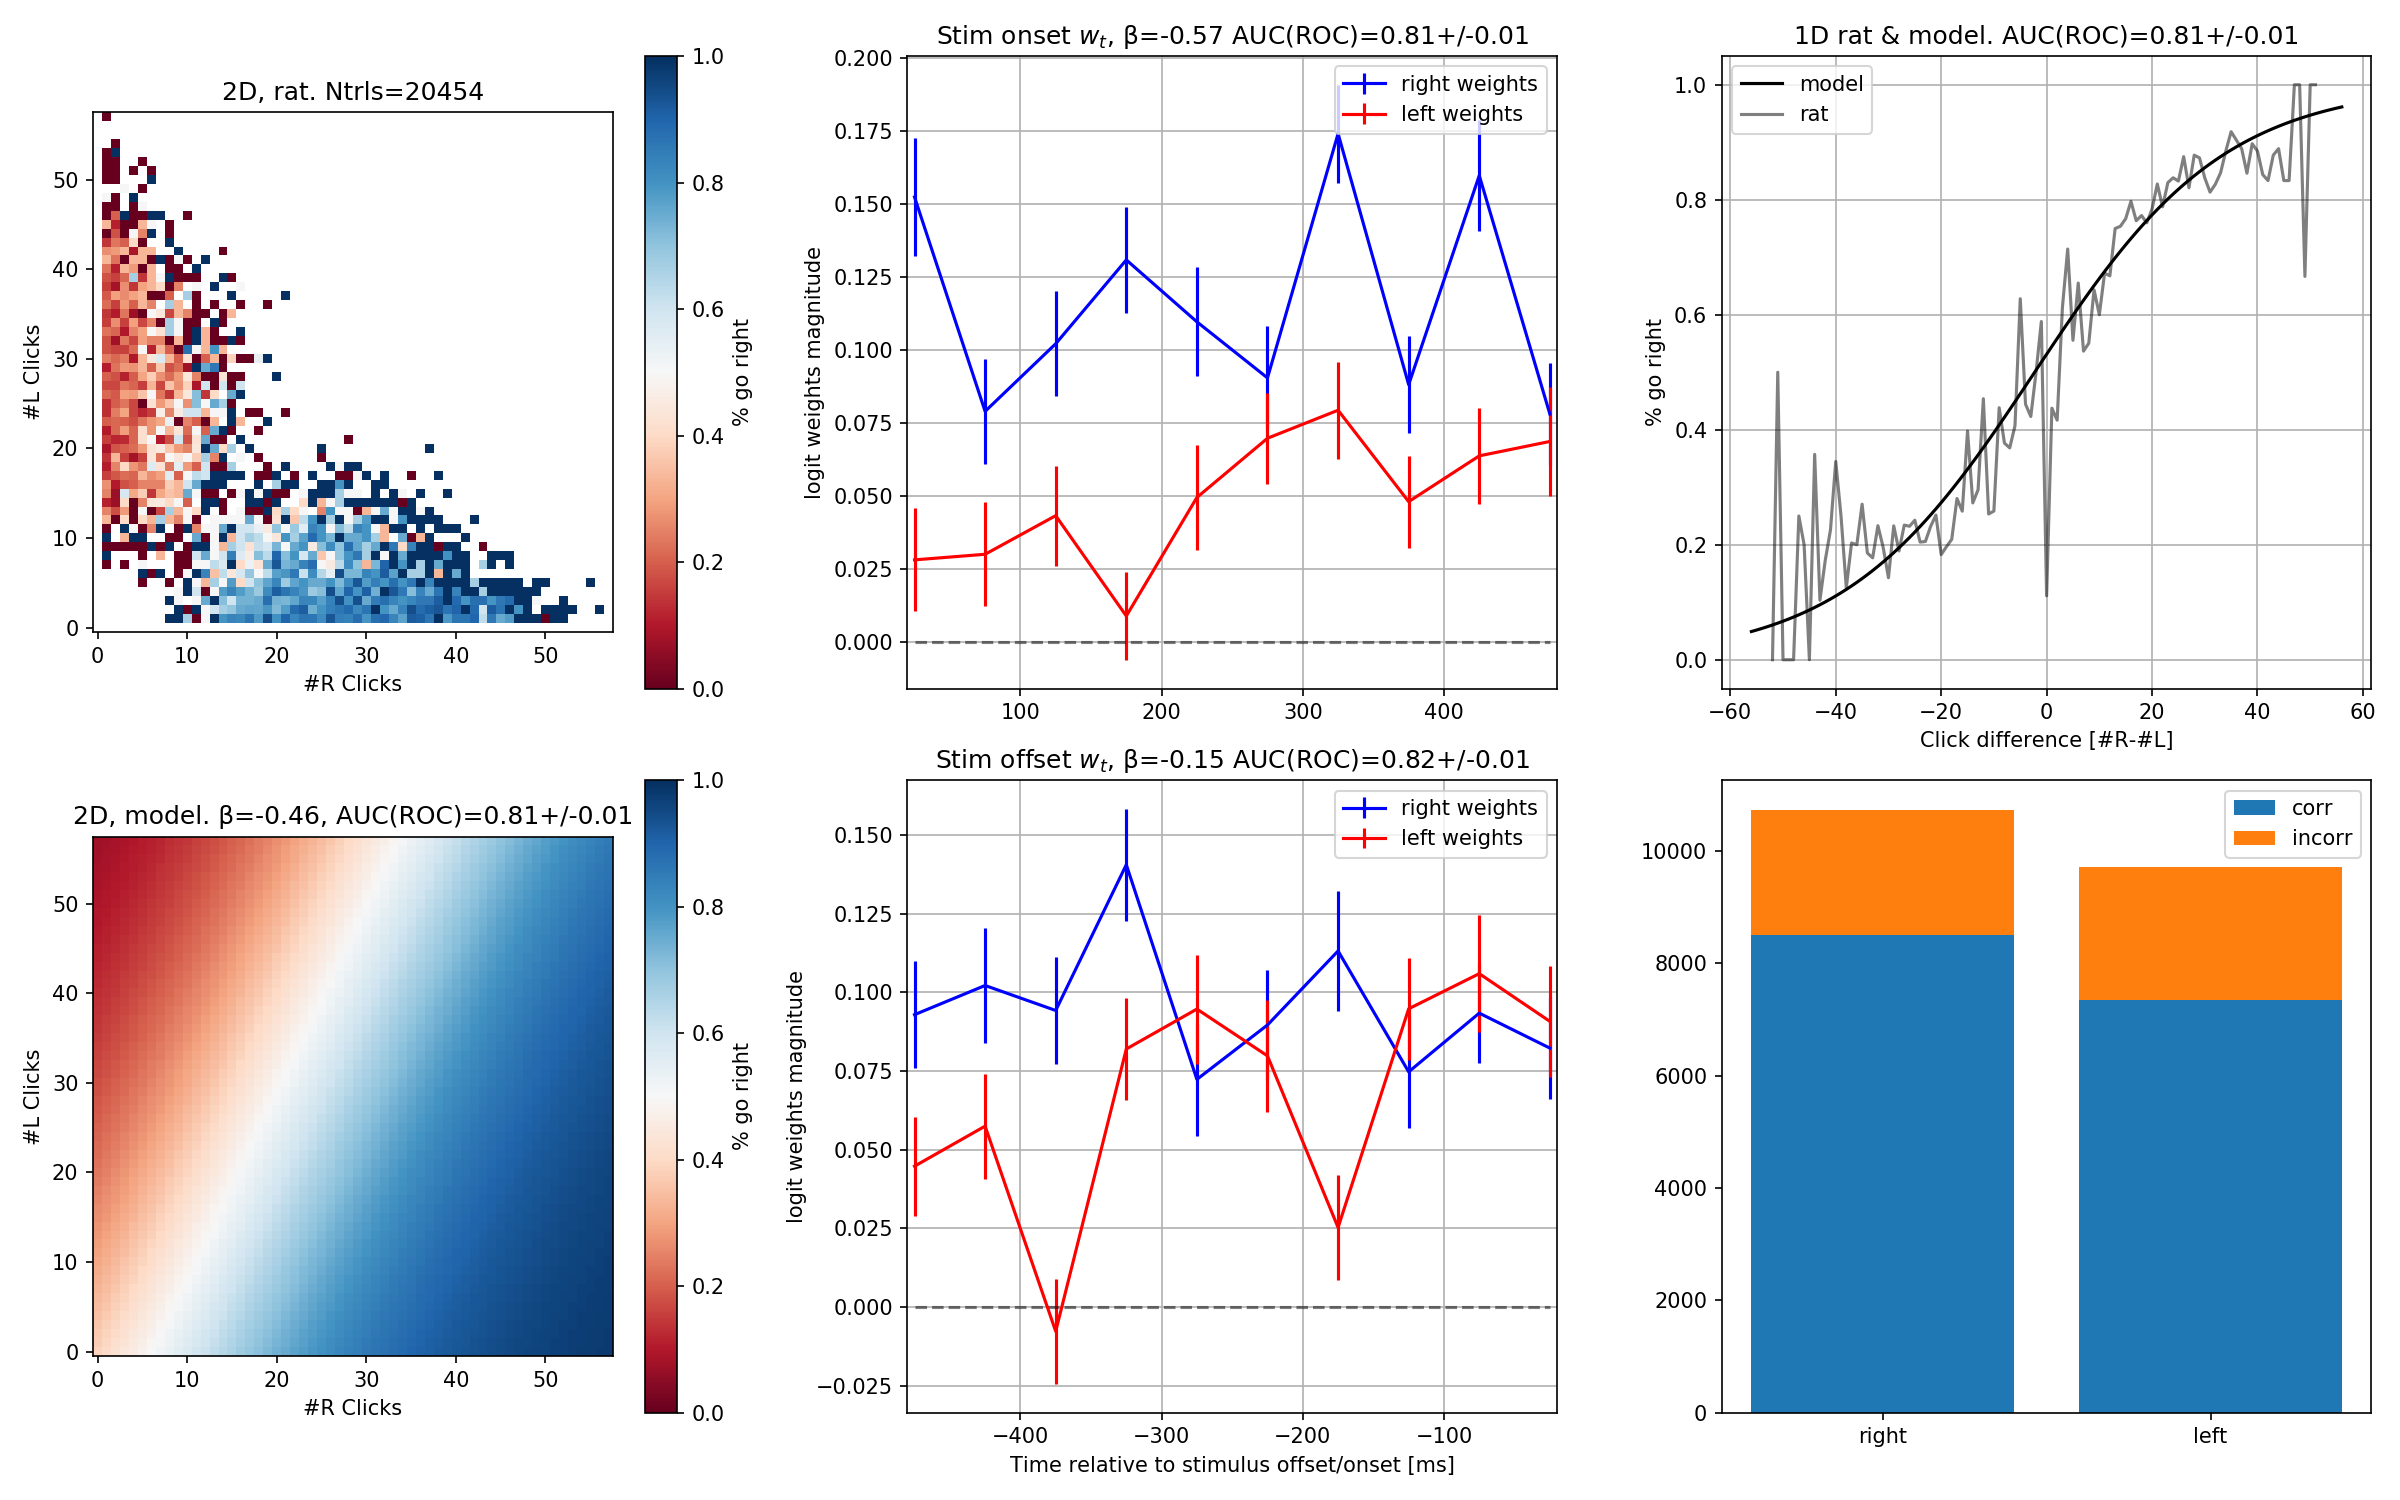 2D, rat. Ntrls=20454
#L Clicks
50
40
30
20
10
0
0 10 20 30 40 50
#R Clicks
1.0
0.8
0.6
0.4
0.2
0.0
% go right
Stim onset wt, β=-0.57 AUC(ROC)=0.81+/-0.01
logit weights magnitude
0.200
0.175
0.150
0.125
0.100
0.075
0.050
0.025
0.000
right weights
left weights
100 200 300 400
1D rat & model. AUC(ROC)=0.81+/-0.01
% go right
1.0
0.8
0.6
0.4
0.2
0.0
model
rat
−60 −40 −20 0 20 40 60
Click difference [#R-#L]
2D, model. β=-0.46, AUC(ROC)=0.81+/-0.01
#L Clicks
50
40
30
20
10
0
0 10 20 30 40 50
#R Clicks
1.0
0.8
0.6
0.4
0.2
0.0
% go right
Stim offset wt, β=-0.15 AUC(ROC)=0.82+/-0.01
logit weights magnitude
0.150
0.125
0.100
0.075
0.050
0.025
0.000
−0.025
right weights
left weights
−400 −300 −200 −100
Time relative to stimulus offset/onset [ms]
10000
8000
6000
4000
2000
0
corr
incorr
right left